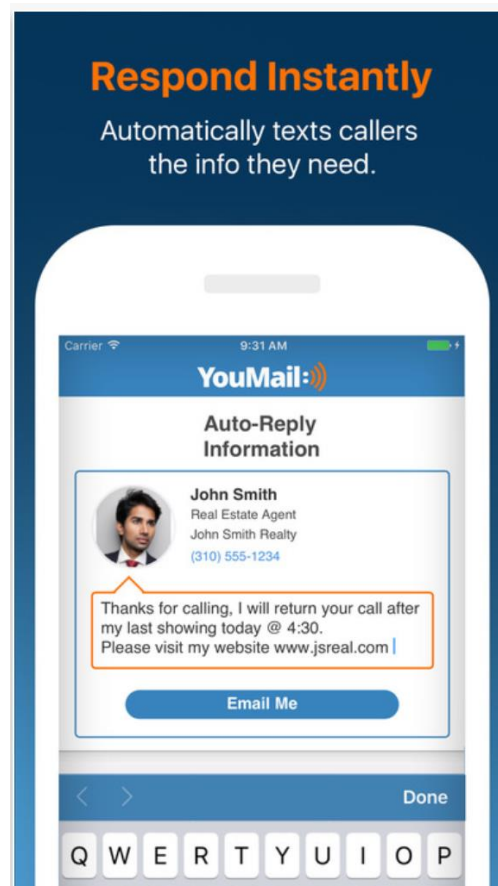 Respond Instantly
Automatically texts callers
the info they need.
Carrier
9:31 AM
YouMail:))
Auto-Reply
Information
John Smith
Real Estate Agent
John Smith Realty
(310) 555-1234
Thanks for calling, I will return your call after
my last showing today @ 4:30.
Please visit my website www.jsreal.com
Email Me
Done
Q W E R T Y U I O P